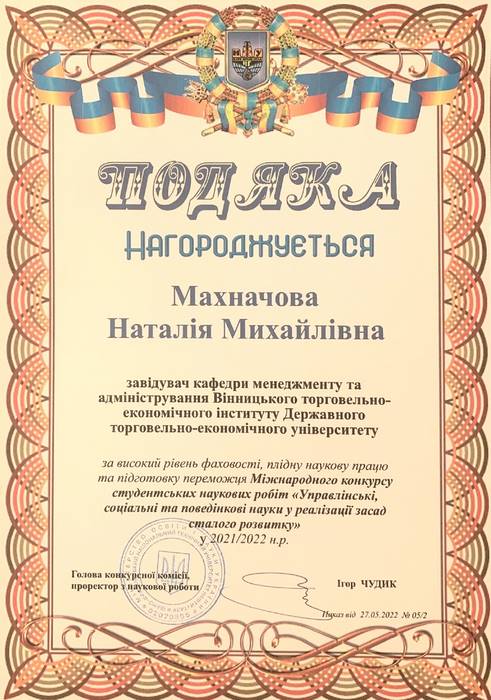 ПОДЯКА
НАГОРОДЖУЄТЬСЯ
Махначова
Наталія Михайлівна
завідувач кафедри менеджменту та
адміністрування Вінницького торговельно-
економічного інституту Державного
торговельно-економічного університету
за високий рівень фаховості, плідну наукову працю
та підготовку переможця Міжнародного конкурсу
студентських наукових робіт «Управлінські,
соціальні та поведінкові науки у реалізації засад
сталого розвитку»
у 2021/2022 н.р.
Голова конкурсної комісії,
проректор з наукової роботи
Ігор ЧУДИК
Наказ від 27.05.2022 № 05/2